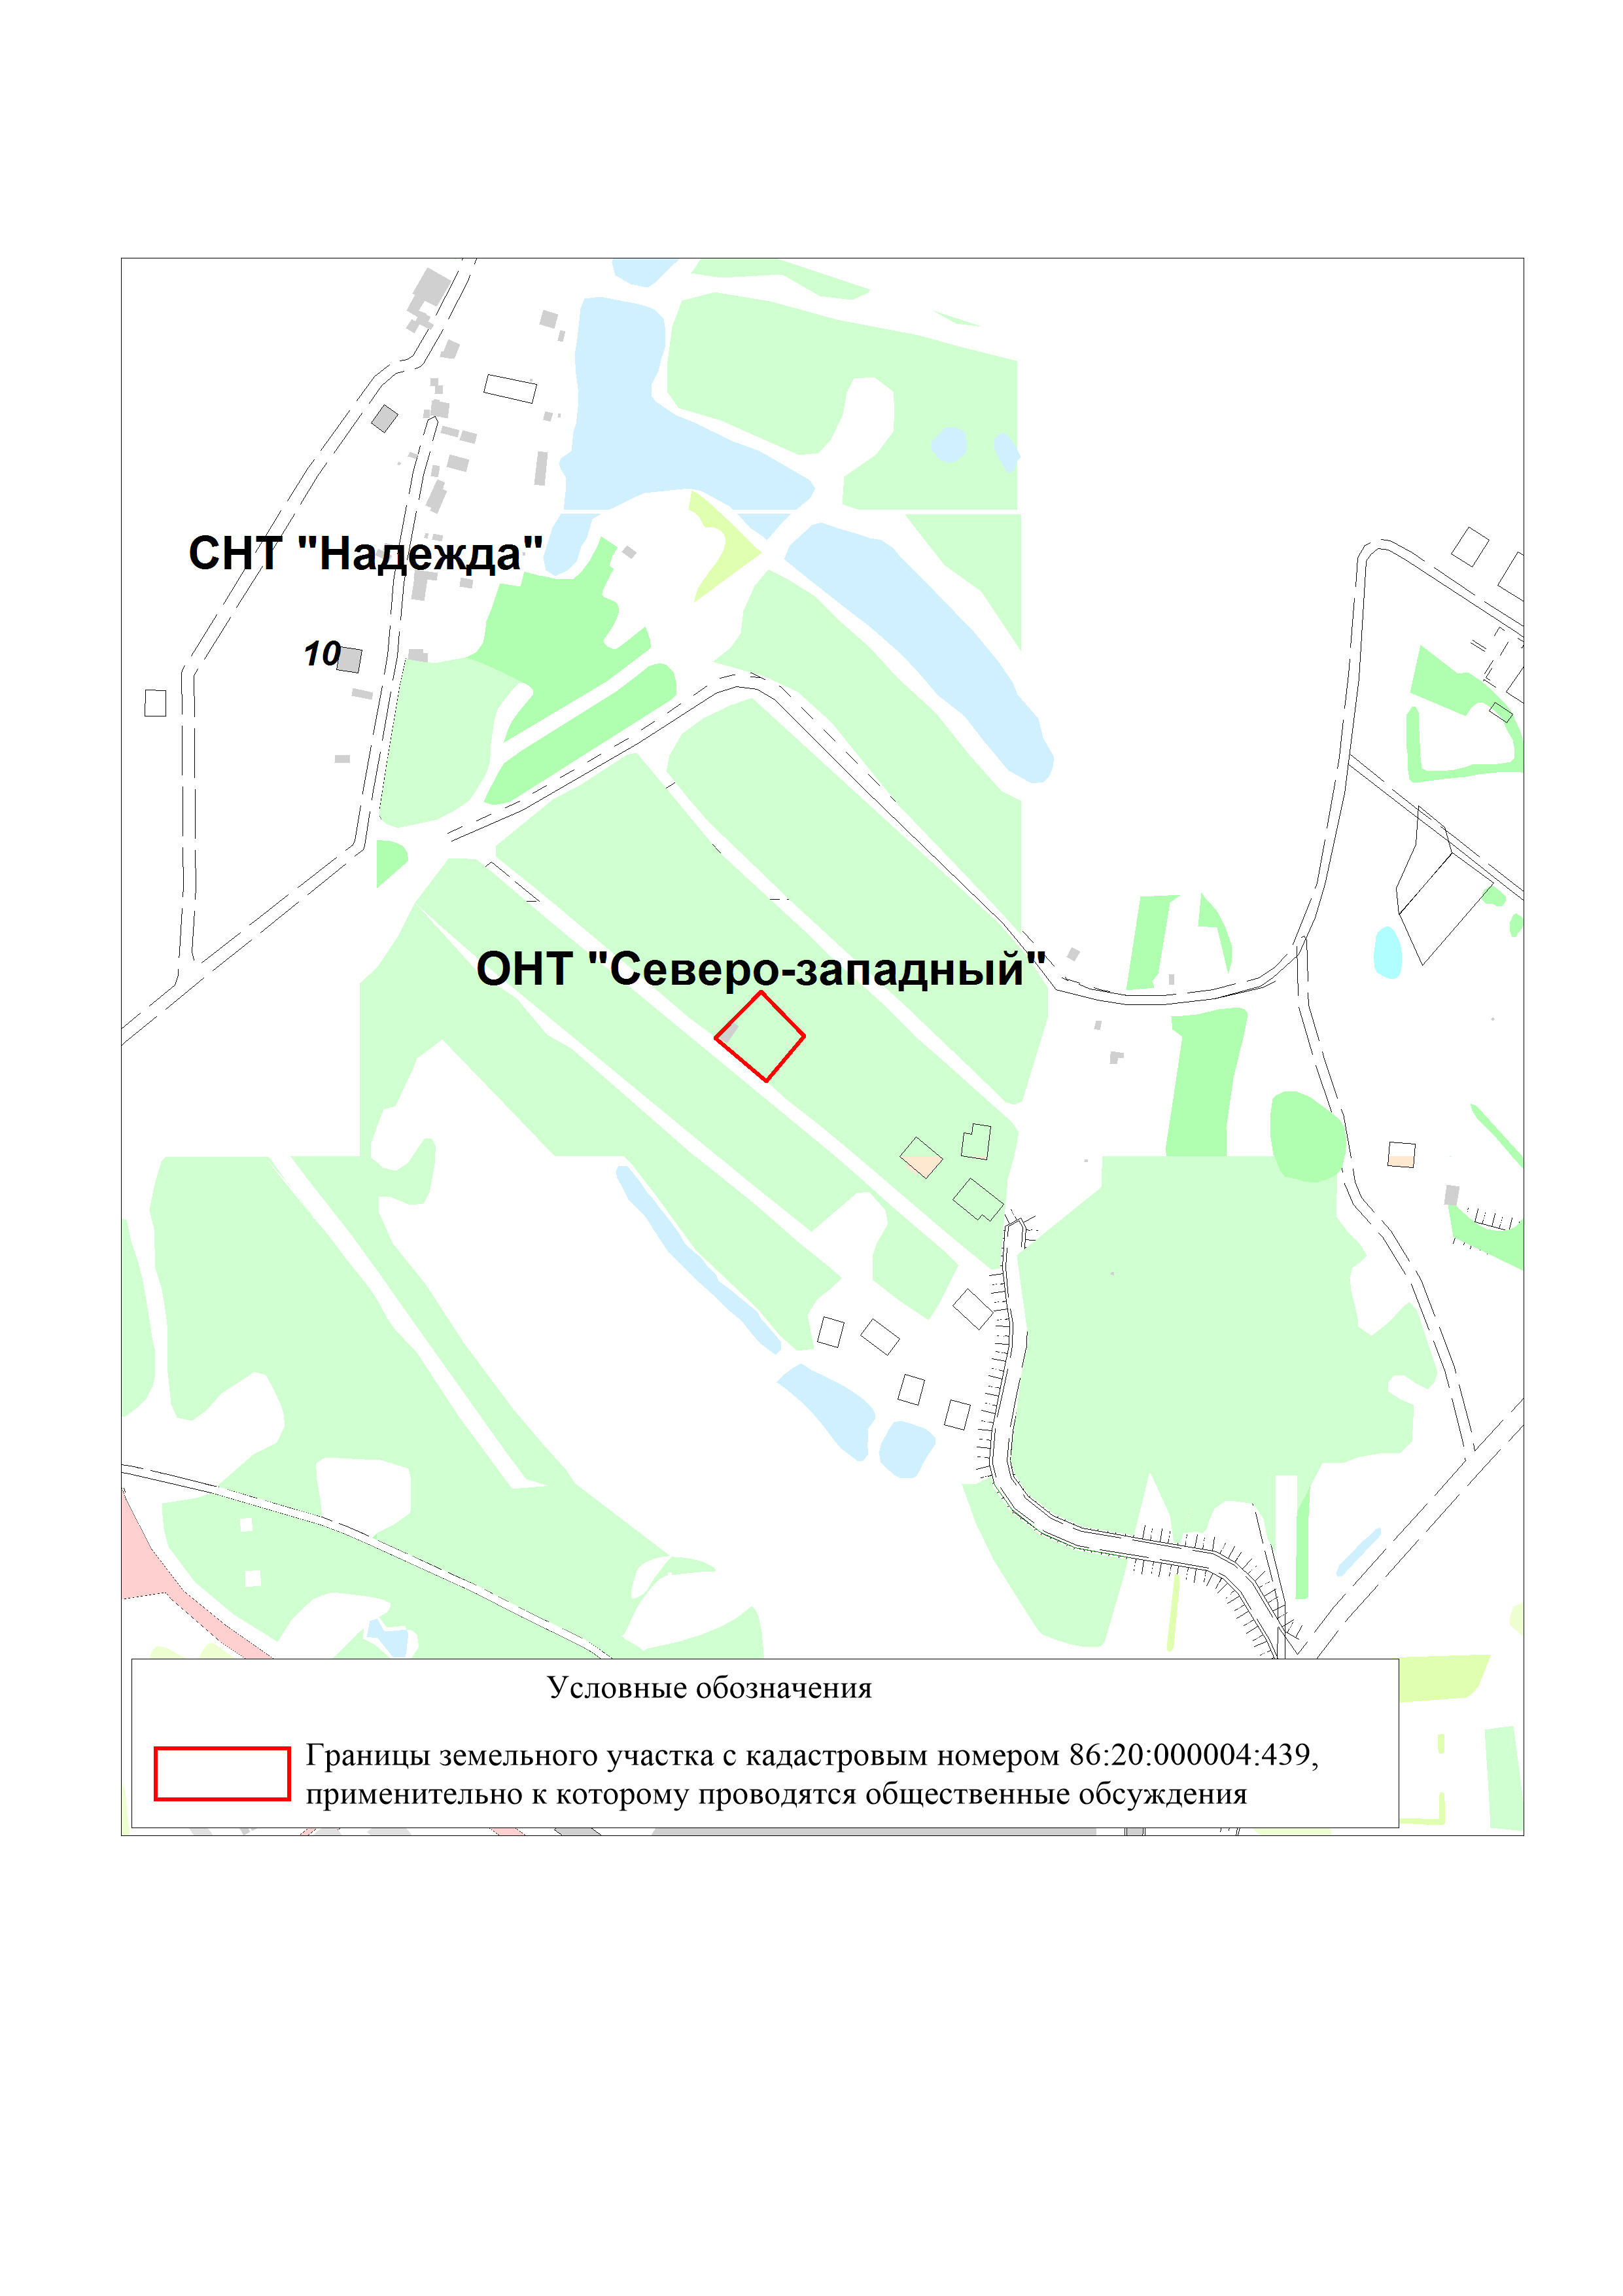 СНТ "Надежда"
10
ОНТ "Северо-западный"
Условные обозначения
Границы земельного участка с кадастровым номером 86:20:000004:439,
применительно к которому проводятся общественные обсуждения